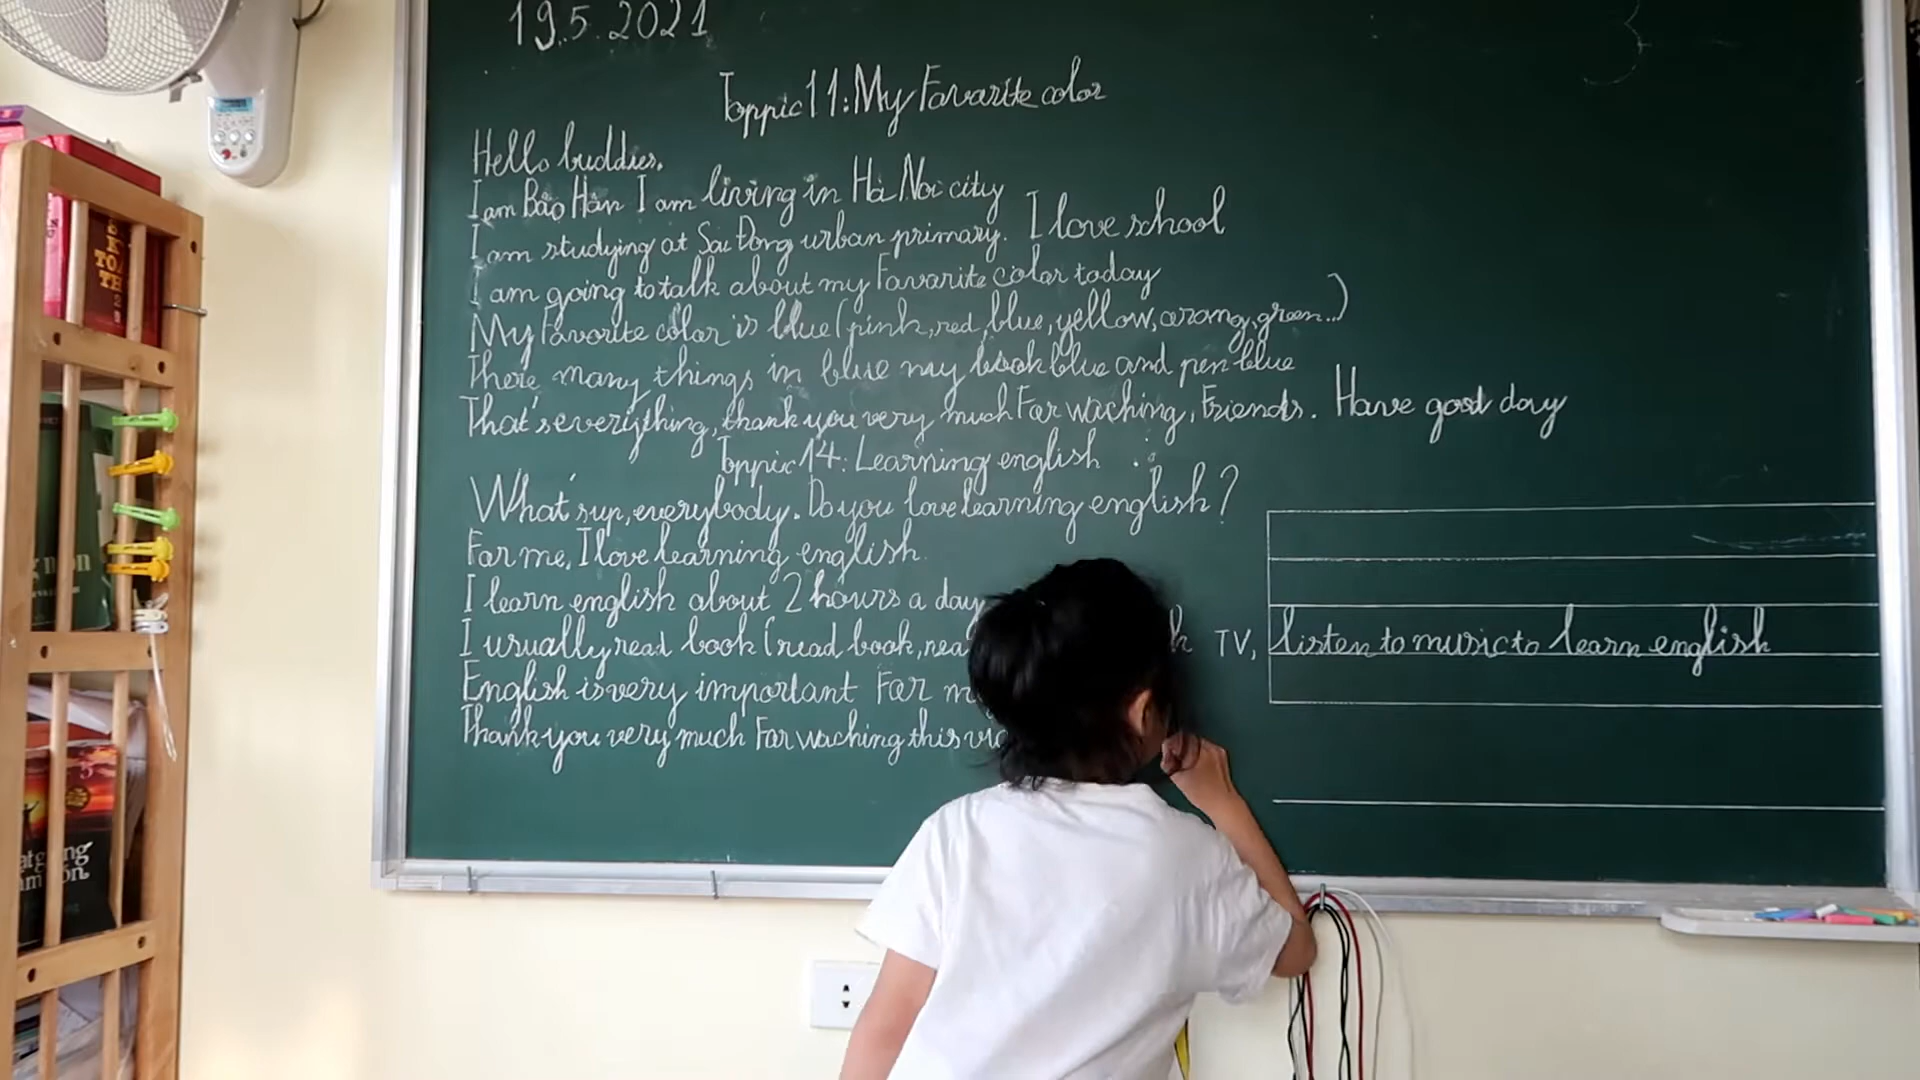 19.5.2021
Toppic 11: My Favarite color
Hello buddies.
I am Bảo Hân I am living in Hà Noi city
I am studying at Sài Đồng urban primary. I love school
I am going to talk about my Favarite color today
My Favorite color is blue (pink, red, blue, yellow, orang, green...)
There many things in blue my book blue and pen blue
That's everything, thank you very much For waching, Friends. Have good day
Toppic 14: Learning english
What's up, everybody. Do you love learning english?
For me, I love learning english.
I learn english about 2 hours a day
I usually read book (read book, TV, listen to music to learn english
English is very important For
Thank you very much For waching this